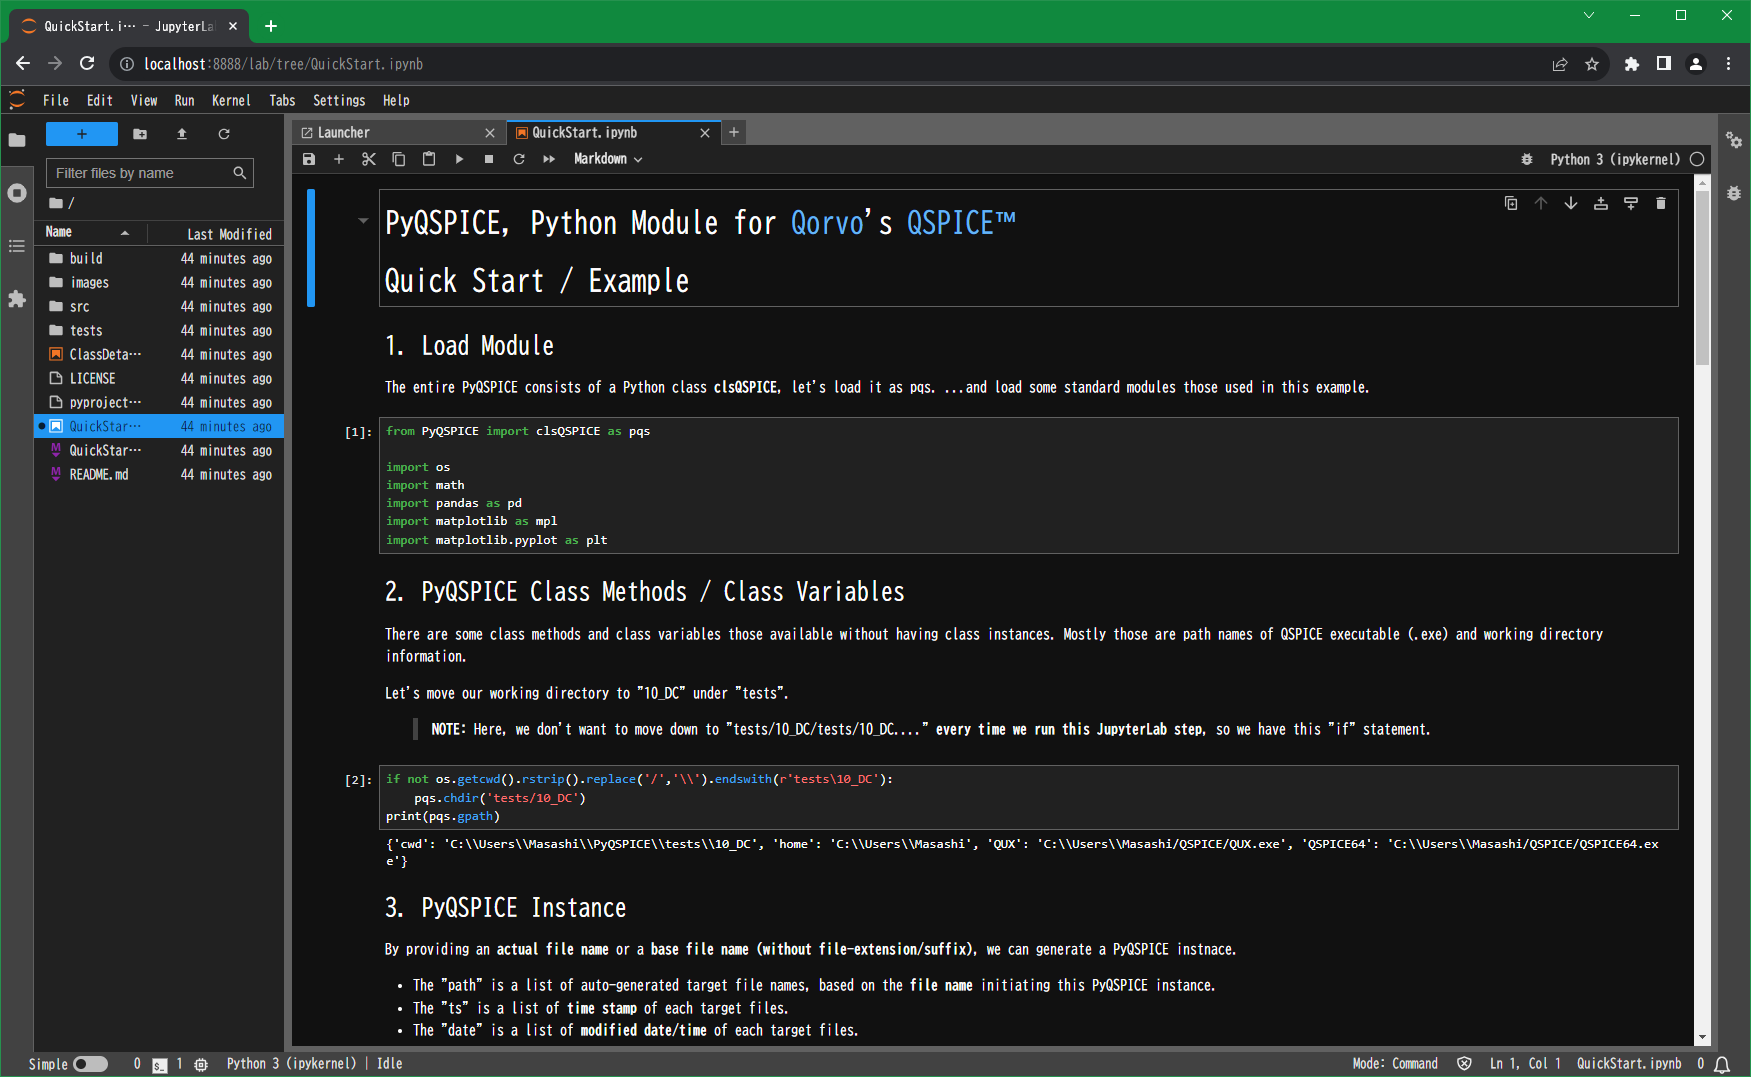 QuickStart.i… - JupyterLa
localhost:8888/lab/tree/QuickStart.ipynb
File Edit View Run Kernel Tabs Settings Help
Launcher
QuickStart.ipynb
Markdown
Python 3 (ipykernel)
Filter files by name
/
Name Last Modified
build 44 minutes ago
images 44 minutes ago
src 44 minutes ago
tests 44 minutes ago
ClassDeta… 44 minutes ago
LICENSE 44 minutes ago
pyproject… 44 minutes ago
QuickStar… 44 minutes ago
QuickStar… 44 minutes ago
README.md 44 minutes ago
PyQSPICE, Python Module for Qorvo's QSPICE™
Quick Start / Example
1. Load Module
The entire PyQSPICE consists of a Python class clsQSPICE, let's load it as pqs. ...and load some standard modules those used in this example.
[1]: from PyQSPICE import clsQSPICE as pqs
import os
import math
import pandas as pd
import matplotlib as mpl
import matplotlib.pyplot as plt
2. PyQSPICE Class Methods / Class Variables
There are some class methods and class variables those available without having class instances. Mostly those are path names of QSPICE executable (.exe) and working directory
information.
Let's move our working directory to "10_DC" under "tests".
NOTE: Here, we don't want to move down to "tests/10_DC/tests/10_DC...." every time we run this JupyterLab step, so we have this "if" statement.
[2]: if not os.getcwd().rstrip().replace('/','\\').endswith(r'tests\10_DC'):
pqs.chdir('tests/10_DC')
print(pqs.gpath)
{'cwd': 'C:\\Users\\Masashi\\PyQSPICE\\tests\\10_DC', 'home': 'C:\\Users\\Masashi', 'QUX': 'C:\\Users\\Masashi/QSPICE/QUX.exe', 'QSPICE64': 'C:\\Users\\Masashi/QSPICE/QSPICE64.ex
e'}
3. PyQSPICE Instance
By providing an actual file name or a base file name (without file-extension/suffix), we can generate a PyQSPICE instnace.
• The "path" is a list of auto-generated target file names, based on the file name initiating this PyQSPICE instance.
• The "ts" is a list of time stamp of each target files.
• The "date" is a list of modified date/time of each target files.
Simple 0 1 Python 3 (ipykernel) | Idle
Mode: Command Ln 1, Col 1 QuickStart.ipynb 0